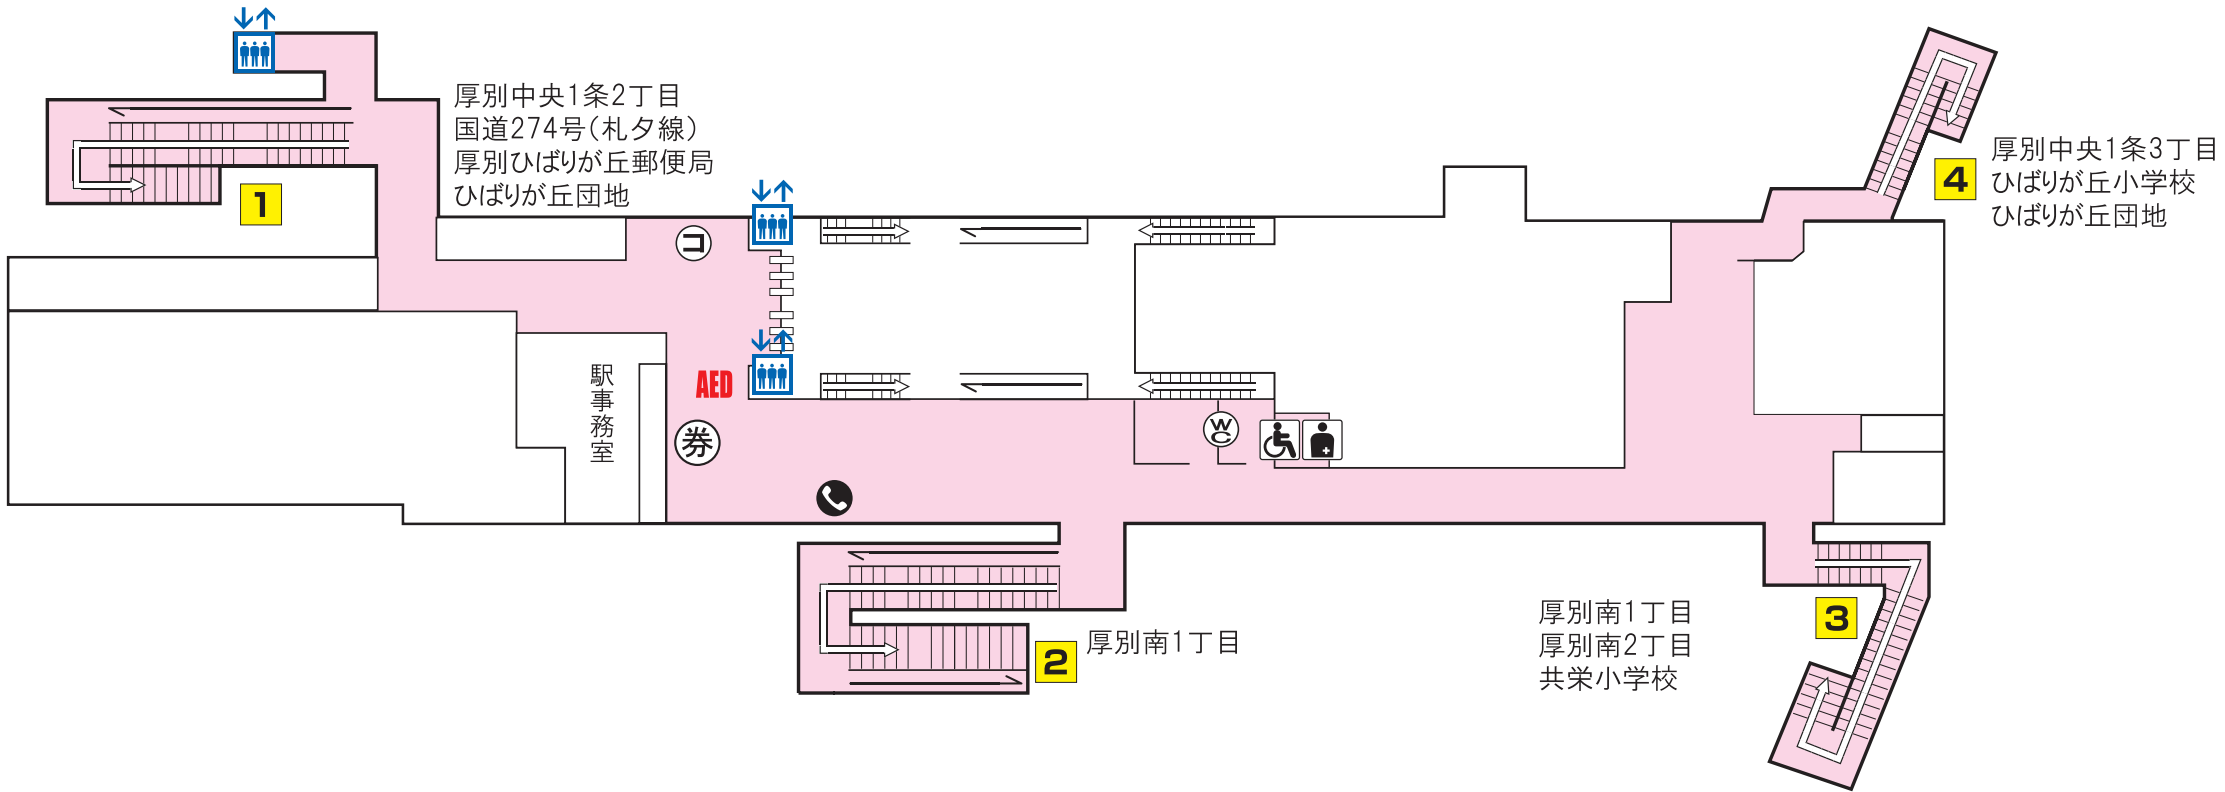 厚別中央1条2丁目
国道274号(札夕線)
厚別ひばりが丘郵便局
ひばりが丘団地
1
コ
4
厚別中央1条3丁目
ひばりが丘小学校
ひばりが丘団地
駅事務室
AED
券
WC
2
厚別南1丁目
3
厚別南1丁目
厚別南2丁目
共栄小学校